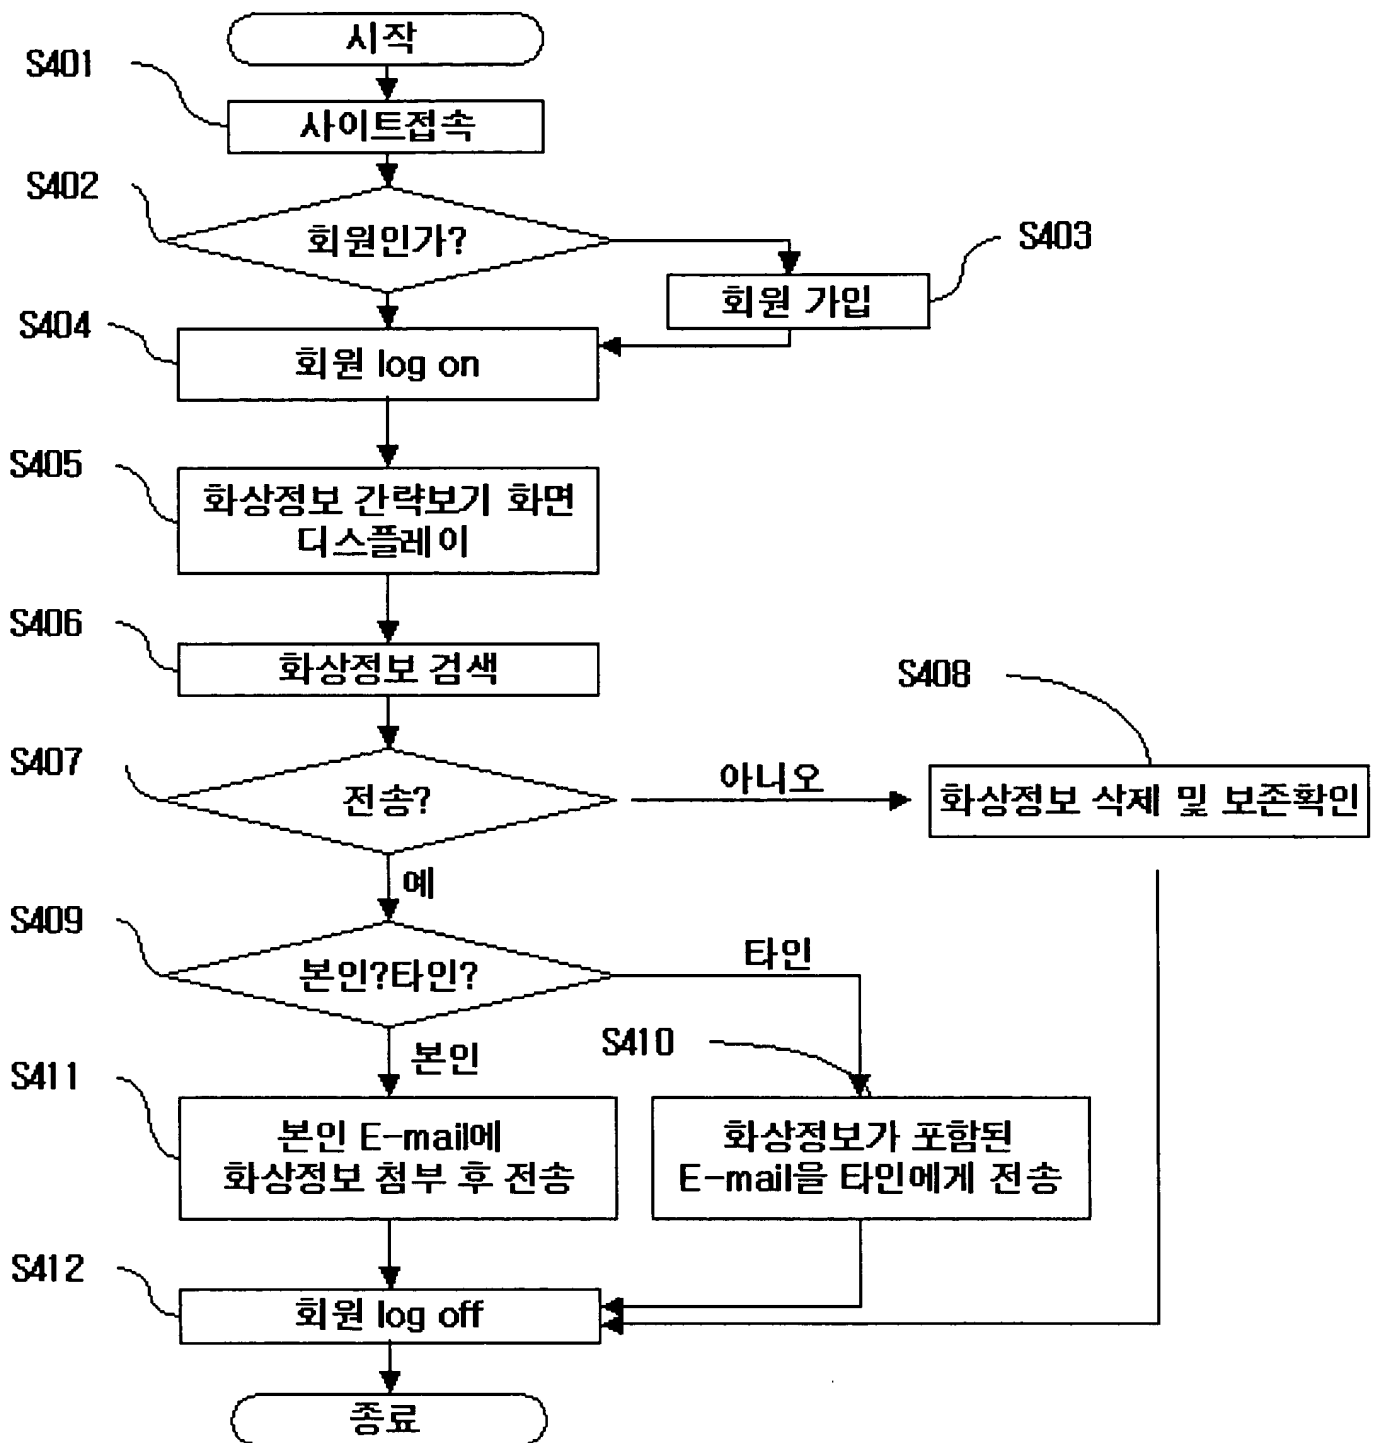 시작
S401
사이트접속
S402
회원인가?
S403
회원 가입
S404
회원 log on
S405
화상정보 간략보기 화면
디스플레이
S406
화상정보 검색
S408
S407
전송?
아니오
화상정보 삭제 및 보존확인
예
S409
본인?타인?
타인
본인
S410
S411
본인 E-mail에
화상정보 첨부 후 전송
화상정보가 포함된
E-mail을 타인에게 전송
S412
회원 log off
종료